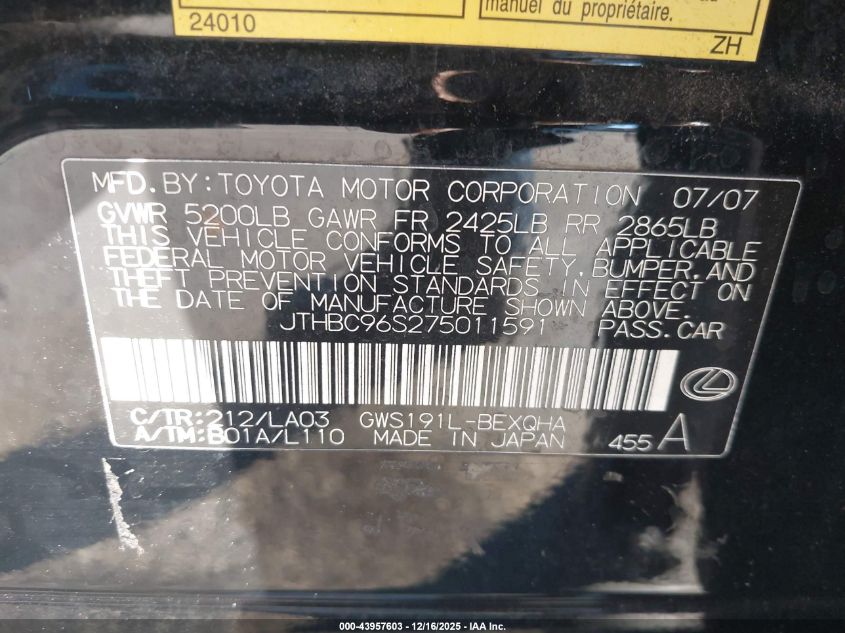 manuel du propriétaire.
24010
ZH
MFD. BY: TOYOTA MOTOR CORPORATION 07/07
GVWR 5200LB GAWR FR 2425LB RR 2865LB
THIS VEHICLE CONFORMS TO ALL APPLICABLE
FEDERAL MOTOR VEHICLE SAFETY, BUMPER, AND
THEFT PREVENTION STANDARDS IN EFFECT ON
THE DATE OF MANUFACTURE SHOWN ABOVE.
JTHBC96S275011591 PASS.CAR
C/TR:212/LA03 GWS191L-BEXQHA
A/TM:B01A/L110 MADE IN JAPAN 455 A
000-43957603 - 12/16/2025 - IAA Inc.